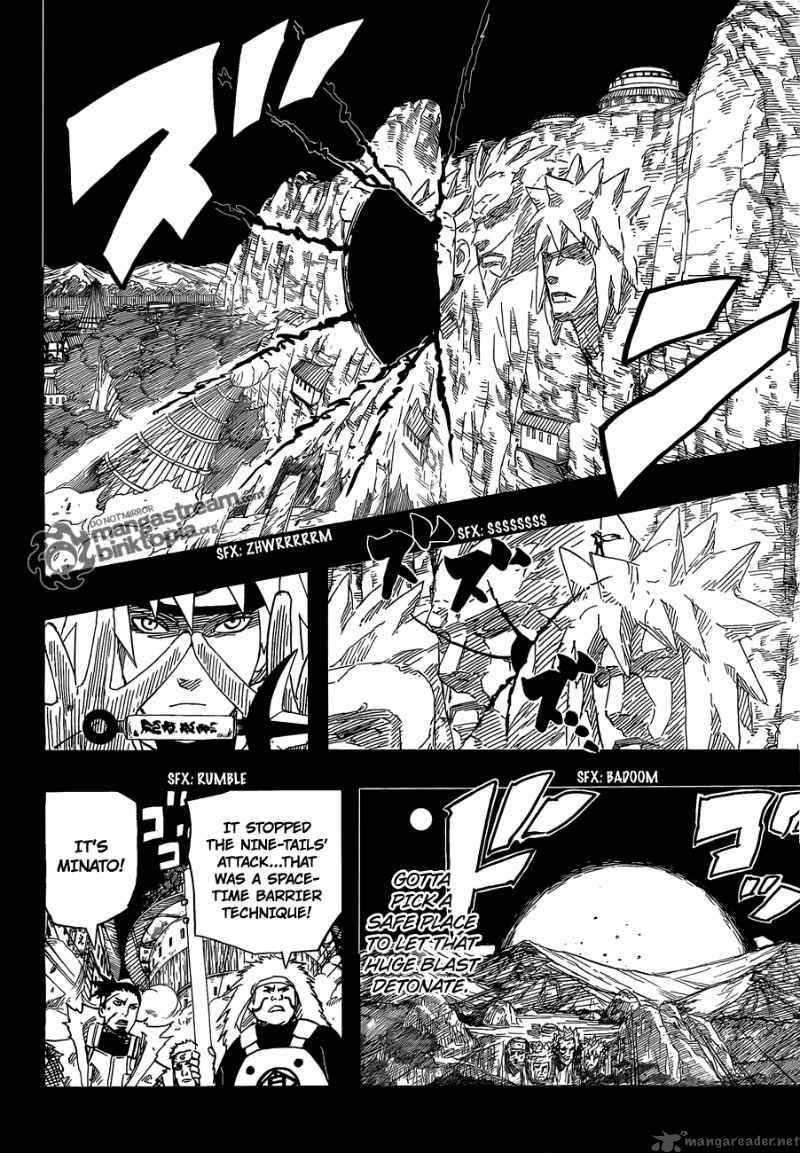 ズン
DO NOT MIRROR
mangastream.com
binktopia.org
SFX: ZHWRRRRRM
SFX: SSSSSSSS
ズズズ...
SFX: RUMBLE
SFX: BADOOM
IT'S
MINATO!
ゴゴ
IT STOPPED
THE NINE-TAILS'
ATTACK...THAT
WAS A SPACE-
TIME BARRIER
TECHNIQUE!
GOTTA
PICK A
SAFE PLACE
TO LET THAT
HUGE BLAST
DETONATE.
ドドゴ
mangareader.net